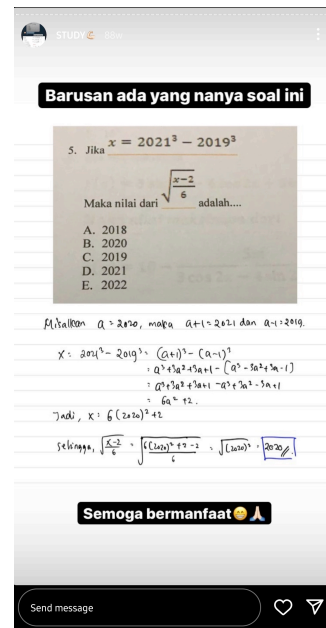 STUDY
Barusan ada yang nanya soal ini
5. Jika x = 2021³ − 2019³
Maka nilai dari √((x−2)/6) adalah....
A. 2018
B. 2020
C. 2019
D. 2021
E. 2022
Misalkan a = 2020, maka a+1 = 2021 dan a-1 = 2019.
x = 2021³ - 2019³ = (a+1)³ - (a-1)³
= a³+3a²+3a+1 - [a³ - 3a²+3a-1]
= a³+3a²+3a+1 - a³+3a²-3a+1
= 6a² +2.
Jadi, x = 6(2020)²+2
Sehingga, √((x-2)/6) = √((6(2020)²+2-2)/6) = √(2020)² = 2020//.
Semoga bermanfaat😁🙏
Send message